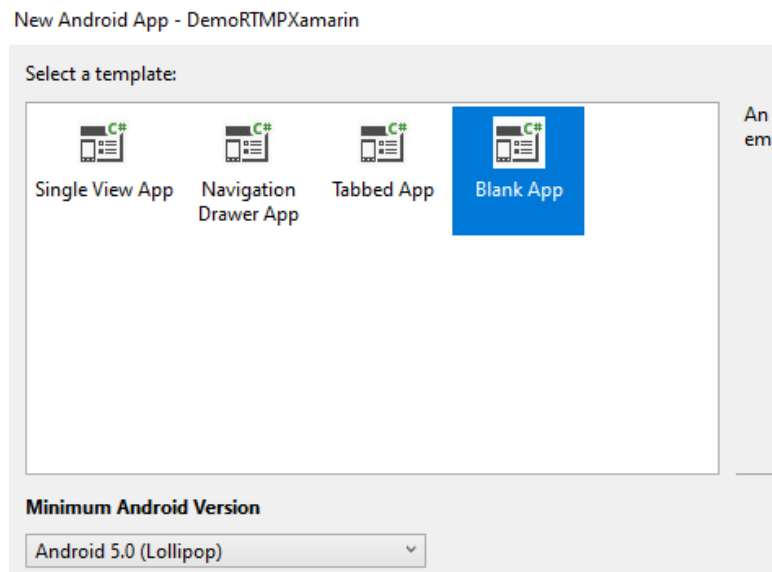 New Android App - DemoRTMPXamarin
Select a template:
C# C# C# C#
Single View App
Navigation
Drawer App
Tabbed App
Blank App
An
em
Minimum Android Version
Android 5.0 (Lollipop)